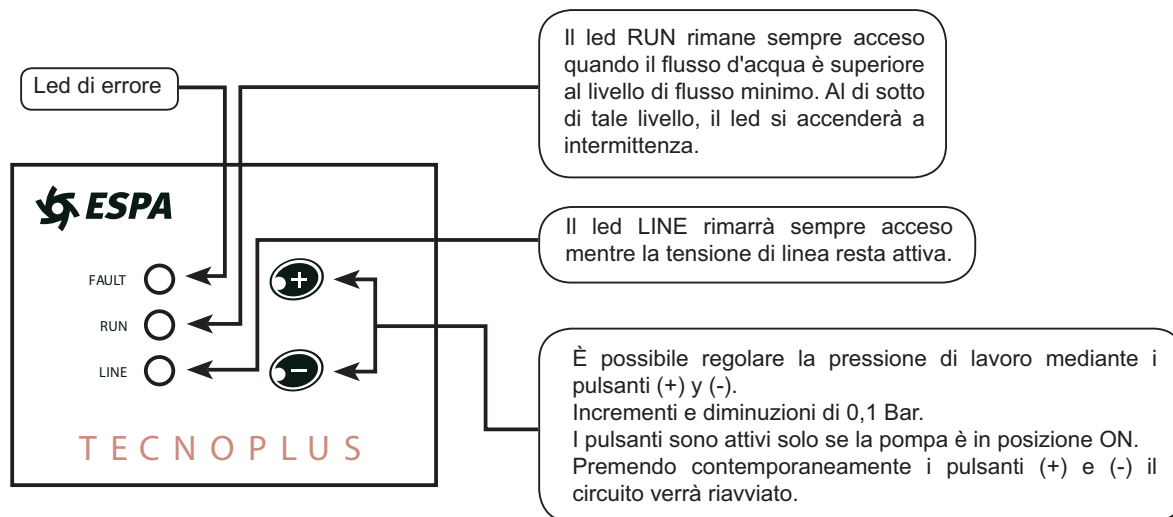 Il led RUN rimane sempre acceso
quando il flusso d'acqua è superiore
al livello di flusso minimo. Al di sotto
di tale livello, il led si accenderà a
intermittenza.
Led di errore
ESPA
Il led LINE rimarrà sempre acceso
mentre la tensione di linea resta attiva.
FAULT
+
RUN
LINE
-
È possibile regolare la pressione di lavoro mediante i
pulsanti (+) y (-).
Incrementi e diminuzioni di 0,1 Bar.
I pulsanti sono attivi solo se la pompa è in posizione ON.
Premendo contemporaneamente i pulsanti (+) e (-) il
circuito verrà riavviato.
TECNOPLUS